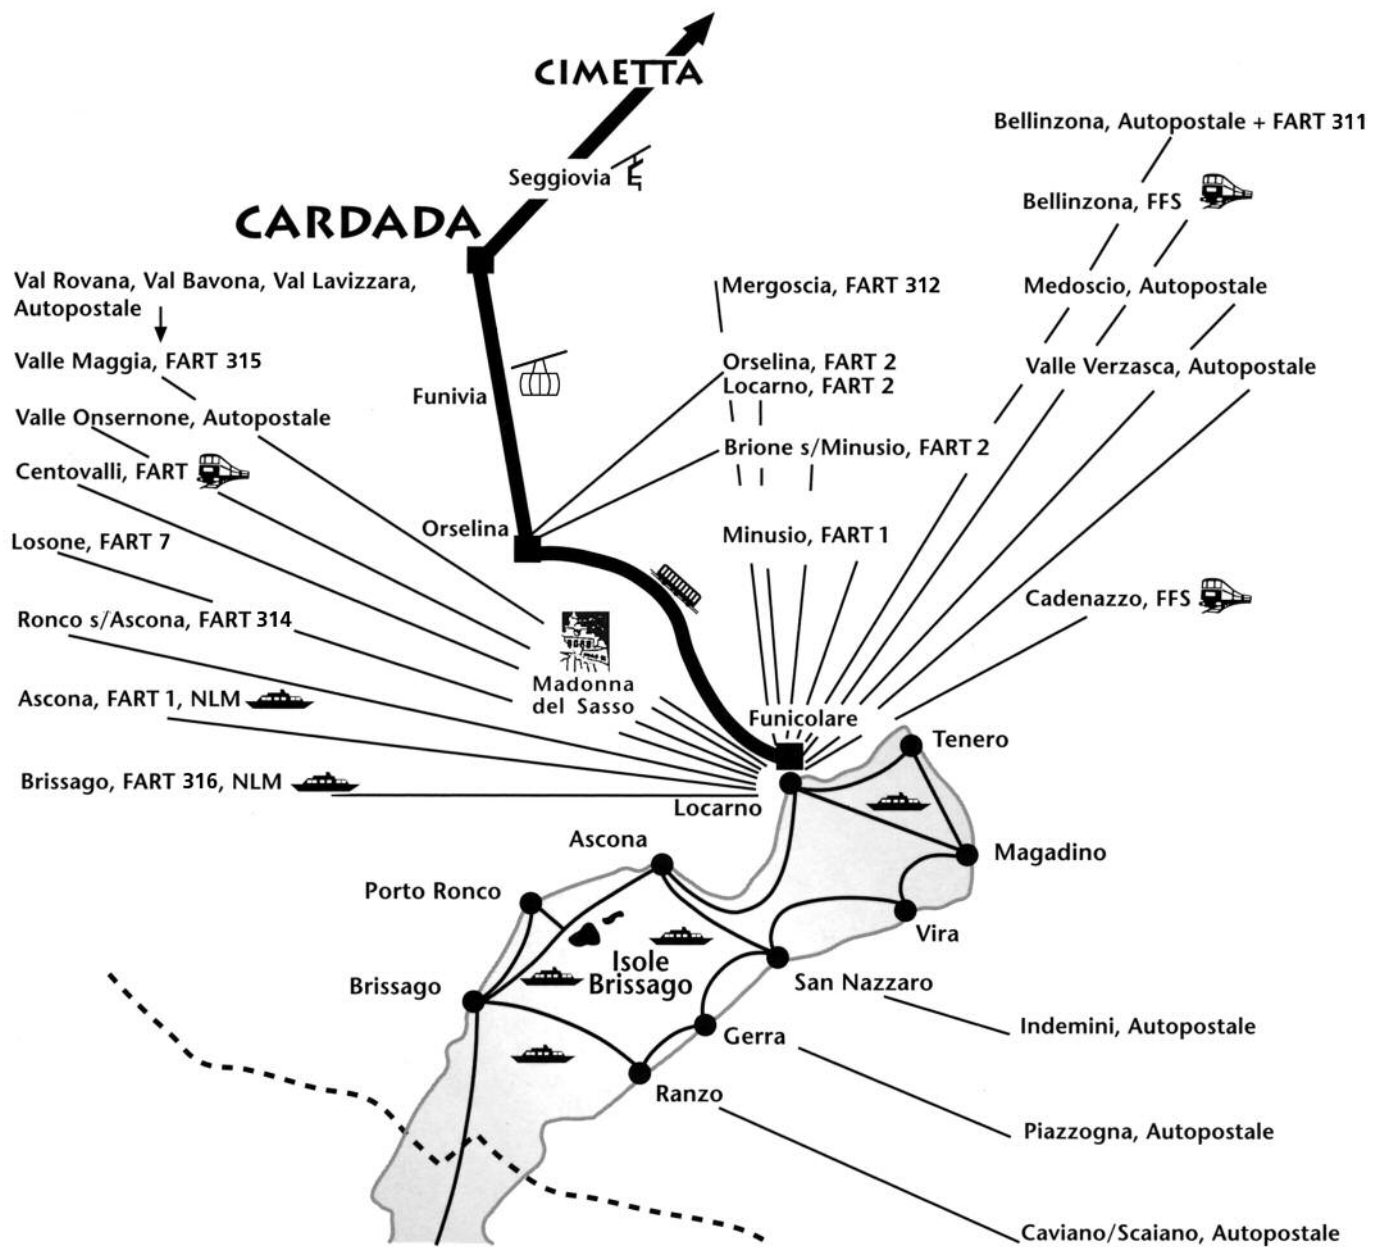 CIMETTA
Seggiovia
CARDADA
Bellinzona, Autopostale + FART 311
Bellinzona, FFS
Val Rovana, Val Bavona, Val Lavizzara,
Autopostale
Mergoscia, FART 312
Medoscio, Autopostale
Valle Maggia, FART 315
Orselina, FART 2
Locarno, FART 2
Valle Verzasca, Autopostale
Funivia
Valle Onsernone, Autopostale
Brione s/Minusio, FART 2
Centovalli, FART
Orselina
Losone, FART 7
Minusio, FART 1
Cadenazzo, FFS
Ronco s/Ascona, FART 314
Madonna
del Sasso
Ascona, FART 1, NLM
Funicolare
Tenero
Brissago, FART 316, NLM
Locarno
Ascona
Magadino
Porto Ronco
Vira
Isole
Brissago
Brissago
San Nazzaro
Gerra
Indemini, Autopostale
Ranzo
Piazzogna, Autopostale
Caviano/Scaiano, Autopostale